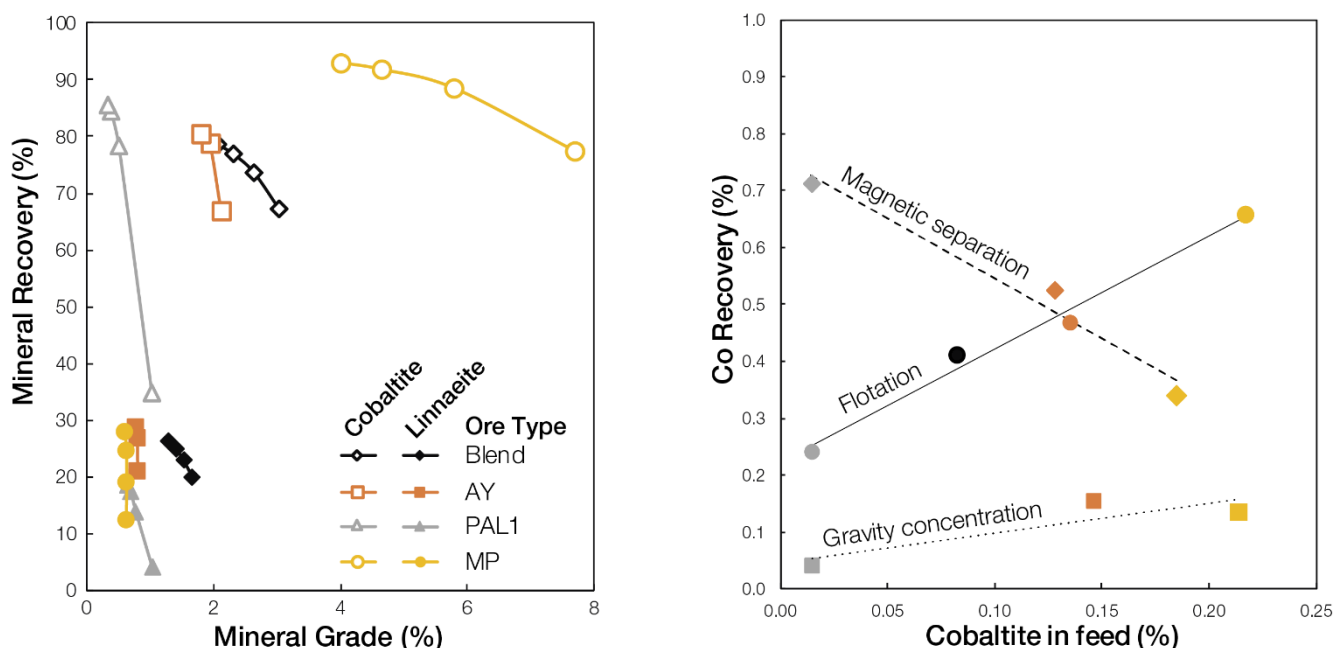 100
90
80
70
60
50
40
30
20
10
0
Mineral Recovery (%)
0
2
4
6
8
Mineral Grade (%)
Cobaltite
Linnaeite
Ore Type
Blend
AY
PAL1
MP
1.0
0.9
0.8
0.7
0.6
0.5
0.4
0.3
0.2
0.1
0.0
Co Recovery (%)
Magnetic separation
Flotation
Gravity concentration
0.00
0.05
0.10
0.15
0.20
0.25
Cobaltite in feed (%)